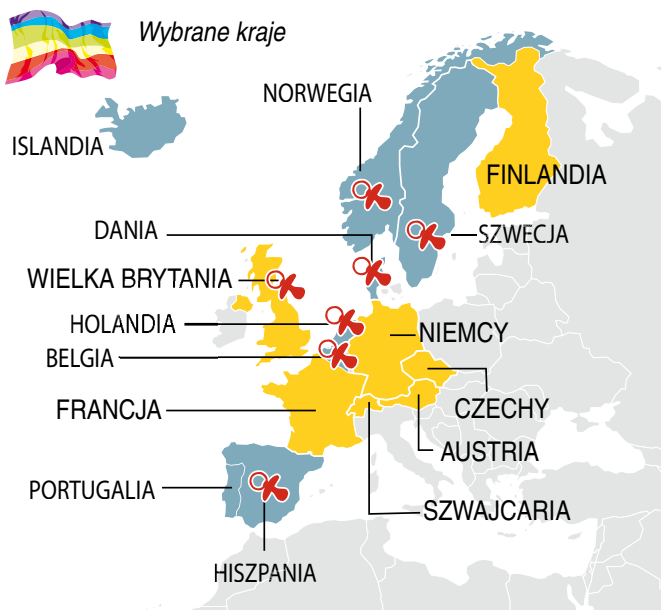 Wybrane kraje
NORWEGIA
ISLANDIA
FINLANDIA
DANIA
SZWECJA
WIELKA BRYTANIA
HOLANDIA
NIEMCY
BELGIA
FRANCJA
CZECHY
AUSTRIA
PORTUGALIA
SZWAJCARIA
HISZPANIA